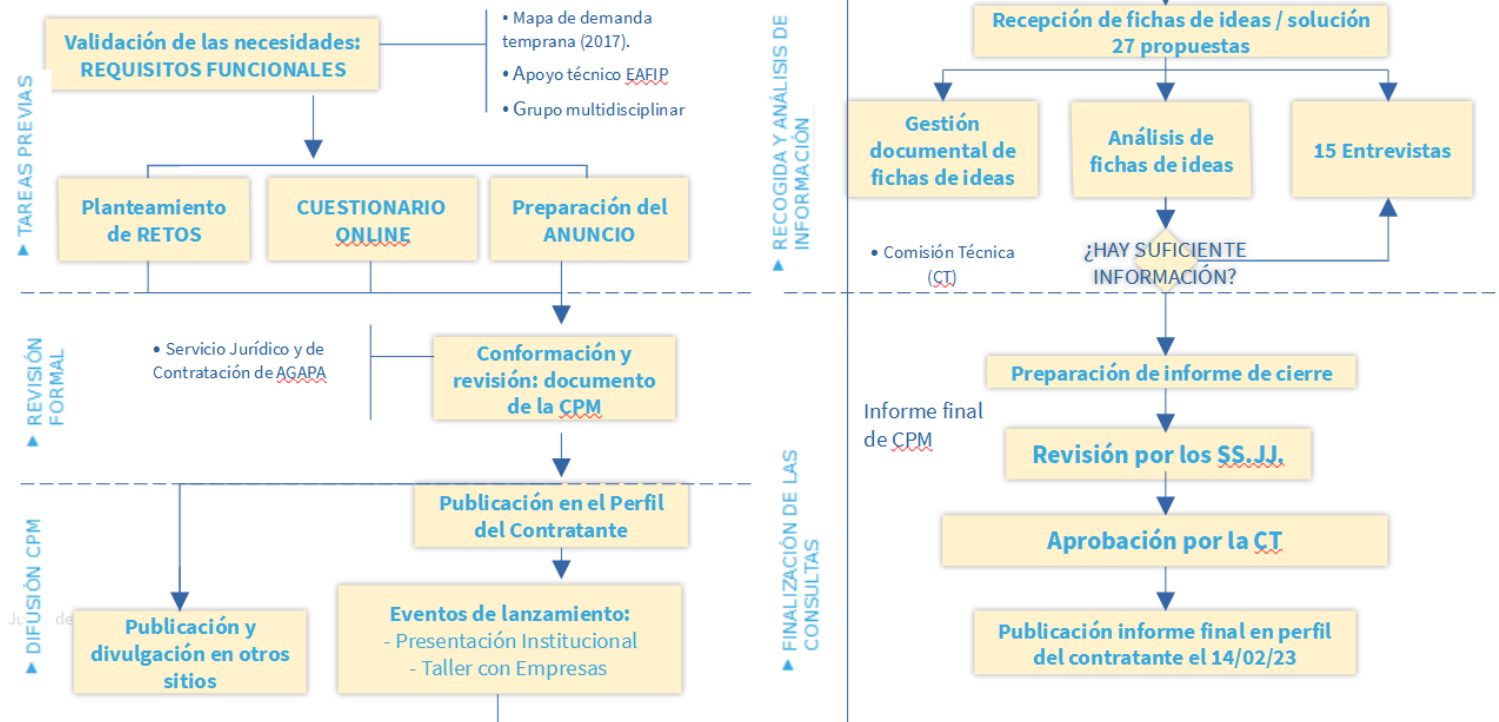 ▸ TAREAS PREVIAS
Validación de las necesidades:
REQUISITOS FUNCIONALES
• Mapa de demanda
temprana (2017).
• Apoyo técnico EAFIP
• Grupo multidisciplinar
Planteamiento
de RETOS
CUESTIONARIO
ONLINE
Preparación del
ANUNCIO
▸ REVISIÓN
FORMAL
• Servicio Jurídico y de
Contratación de AGAPA
Conformación y
revisión: documento
de la CPM
▸ DIFUSIÓN CPM
Publicación en el Perfil
del Contratante
Publicación y
divulgación en otros
sitios
Eventos de lanzamiento:
- Presentación Institucional
- Taller con Empresas
▸ RECOGIDA Y ANÁLISIS DE
INFORMACIÓN
Recepción de fichas de ideas / solución
27 propuestas
Gestión
documental de
fichas de ideas
Análisis de
fichas de ideas
15 Entrevistas
• Comisión Técnica
(CT)
¿HAY SUFICIENTE
INFORMACIÓN?
▸ FINALIZACIÓN DE LAS
CONSULTAS
Preparación de informe de cierre
Informe final
de CPM
Revisión por los SS.JJ.
Aprobación por la CT
Publicación informe final en perfil
del contratante el 14/02/23